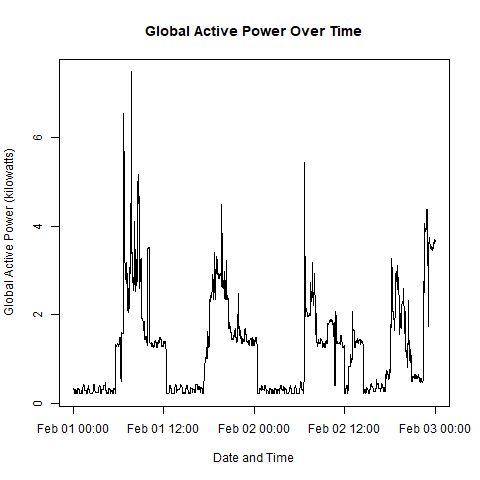 Global Active Power Over Time
Global Active Power (kilowatts)
6
4
2
0
Feb 01 00:00 Feb 01 12:00 Feb 02 00:00 Feb 02 12:00 Feb 03 00:00
Date and Time